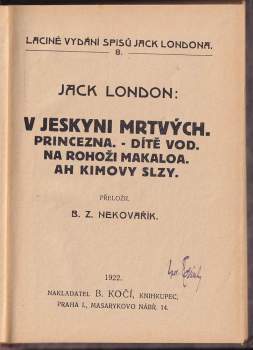 LACINÉ VYDÁNÍ SPISŮ JACK LONDONA.
8.
JACK LONDON:
V JESKYNI MRTVÝCH.
PRINCEZNA. - DÍTĚ VOD.
NA ROHOŽI MAKALOA.
AH KIMOVY SLZY.
PŘELOŽIL
B. Z. NEKOVAŘÍK.
1922.
NAKLADATEL B. KOČÍ, KNIHKUPEC,
PRAHA I., MASARYKOVO NÁBŘ. 14.